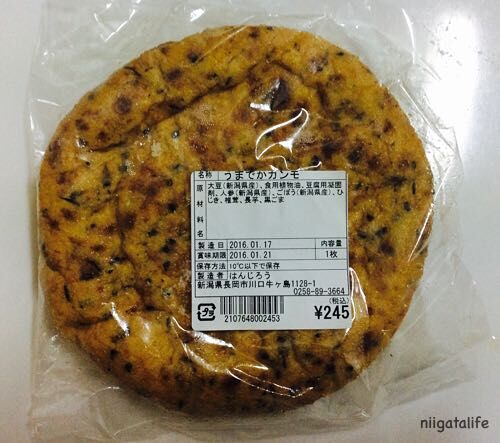 名称 うまでかガンモ
原材料名 大豆(新潟県産)、食用植物油、豆腐用凝固
剤、人参(新潟県産)、ごぼう(新潟県産)、ひ
じき、椎茸、長芋、黒ごま
製造日 2016.01.17 内容量
賞味期限 2016.01.21 1枚
保存方法 10℃以下で保存
製造者 はんじろう
新潟県長岡市川口牛ヶ島1128-1
0258-89-3664
(税込)
¥245
プラ
2107648002453
niigatalife